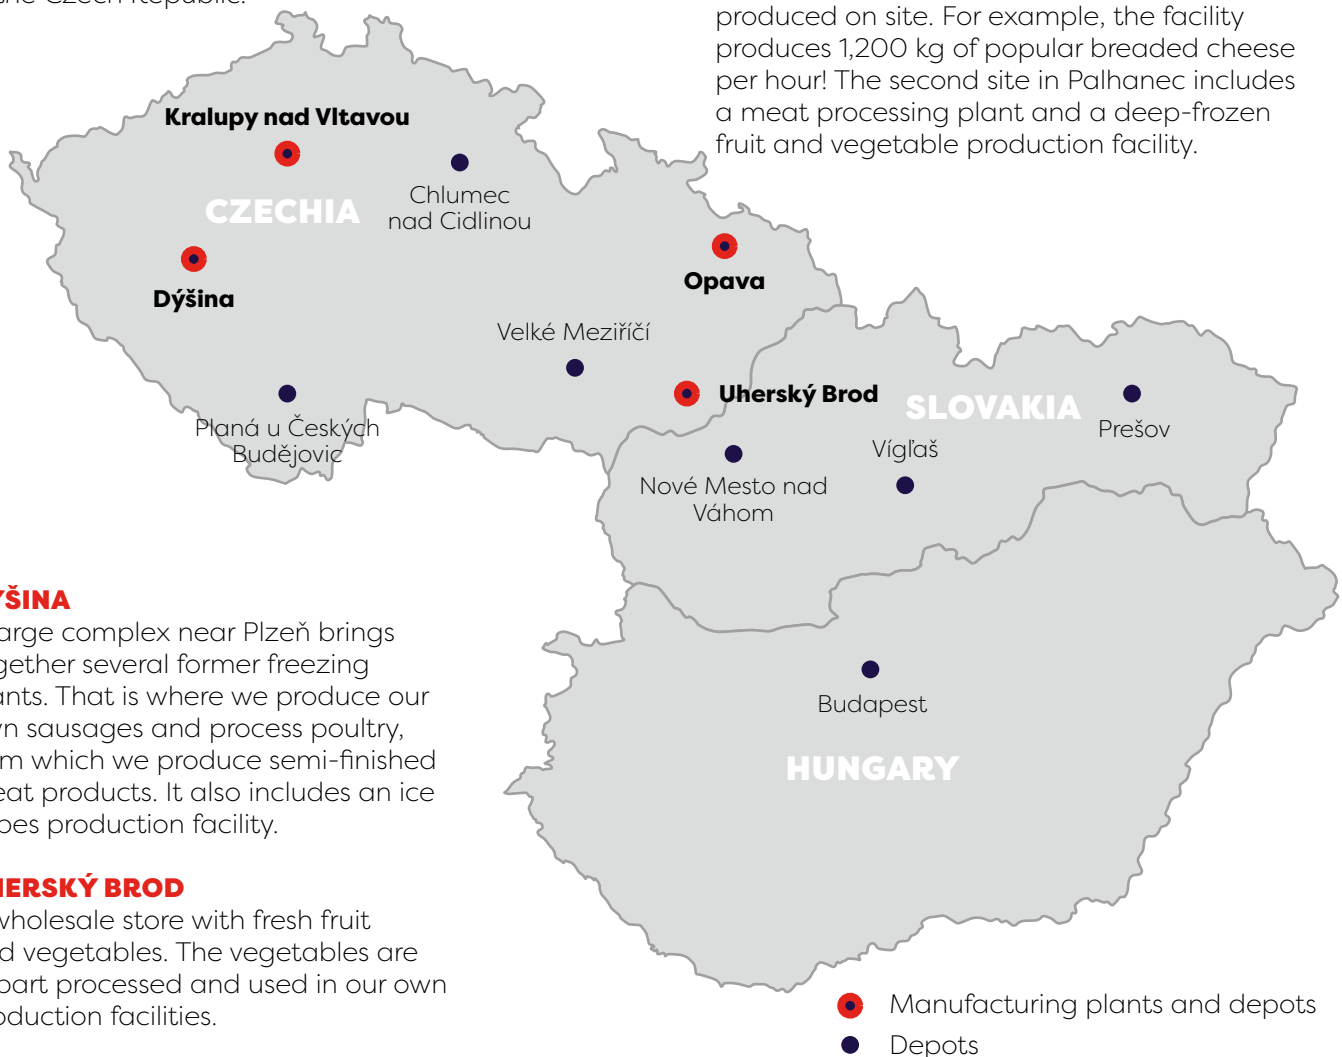 the Czech Republic.
produced on site. For example, the facility
produces 1,200 kg of popular breaded cheese
per hour! The second site in Palhanec includes
a meat processing plant and a deep-frozen
fruit and vegetable production facility.
Kralupy nad Vltavou
Chlumec
nad Cidlinou
CZECHIA
Opava
Dýšina
Velké Meziříčí
Uherský Brod
SLOVAKIA
Prešov
Planá u Českých
Budějovic
Vígľaš
Nové Mesto nad
Váhom
Budapest
HUNGARY
ÝŠINA
arge complex near Plzeň brings
gether several former freezing
ants. That is where we produce our
wn sausages and process poultry,
om which we produce semi-finished
eat products. It also includes an ice
bes production facility.
HERSKÝ BROD
wholesale store with fresh fruit
d vegetables. The vegetables are
part processed and used in our own
oduction facilities.
Manufacturing plants and depots
Depots